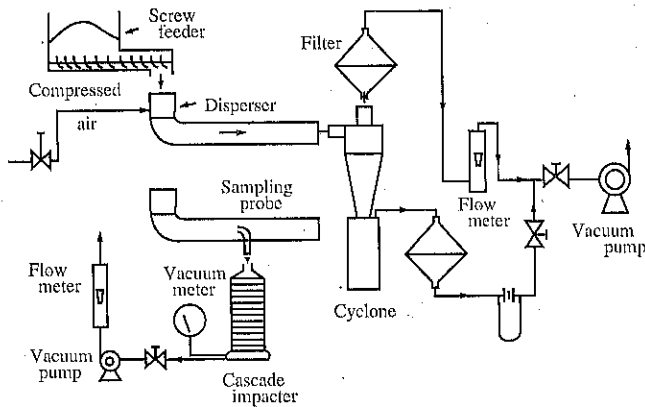 Screw
feeder
Filter
Compressed
air
Disperser
Sampling
probe
Flow
meter
Vacuum
pump
Flow
meter
Vacuum
meter
Cyclone
Vacuum
pump
Cascade
impacter